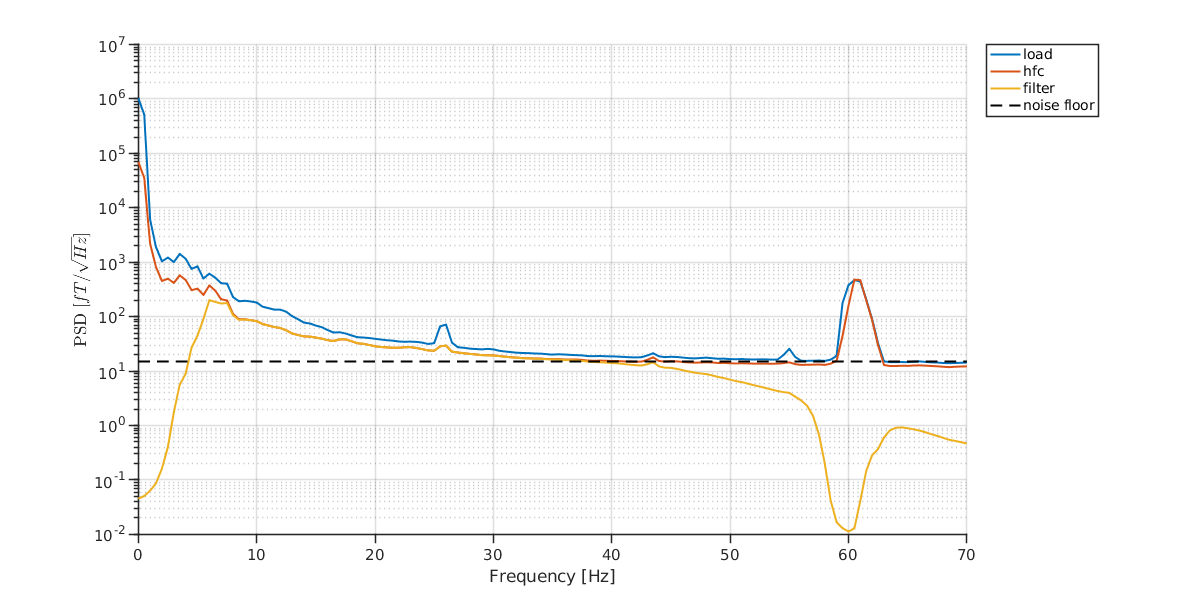 10^7
10^6
10^5
10^4
10^3
10^2
10^1
10^0
10^-1
10^-2
PSD [fT/√Hz]
0 10 20 30 40 50 60 70
Frequency [Hz]
load
hfc
filter
noise floor